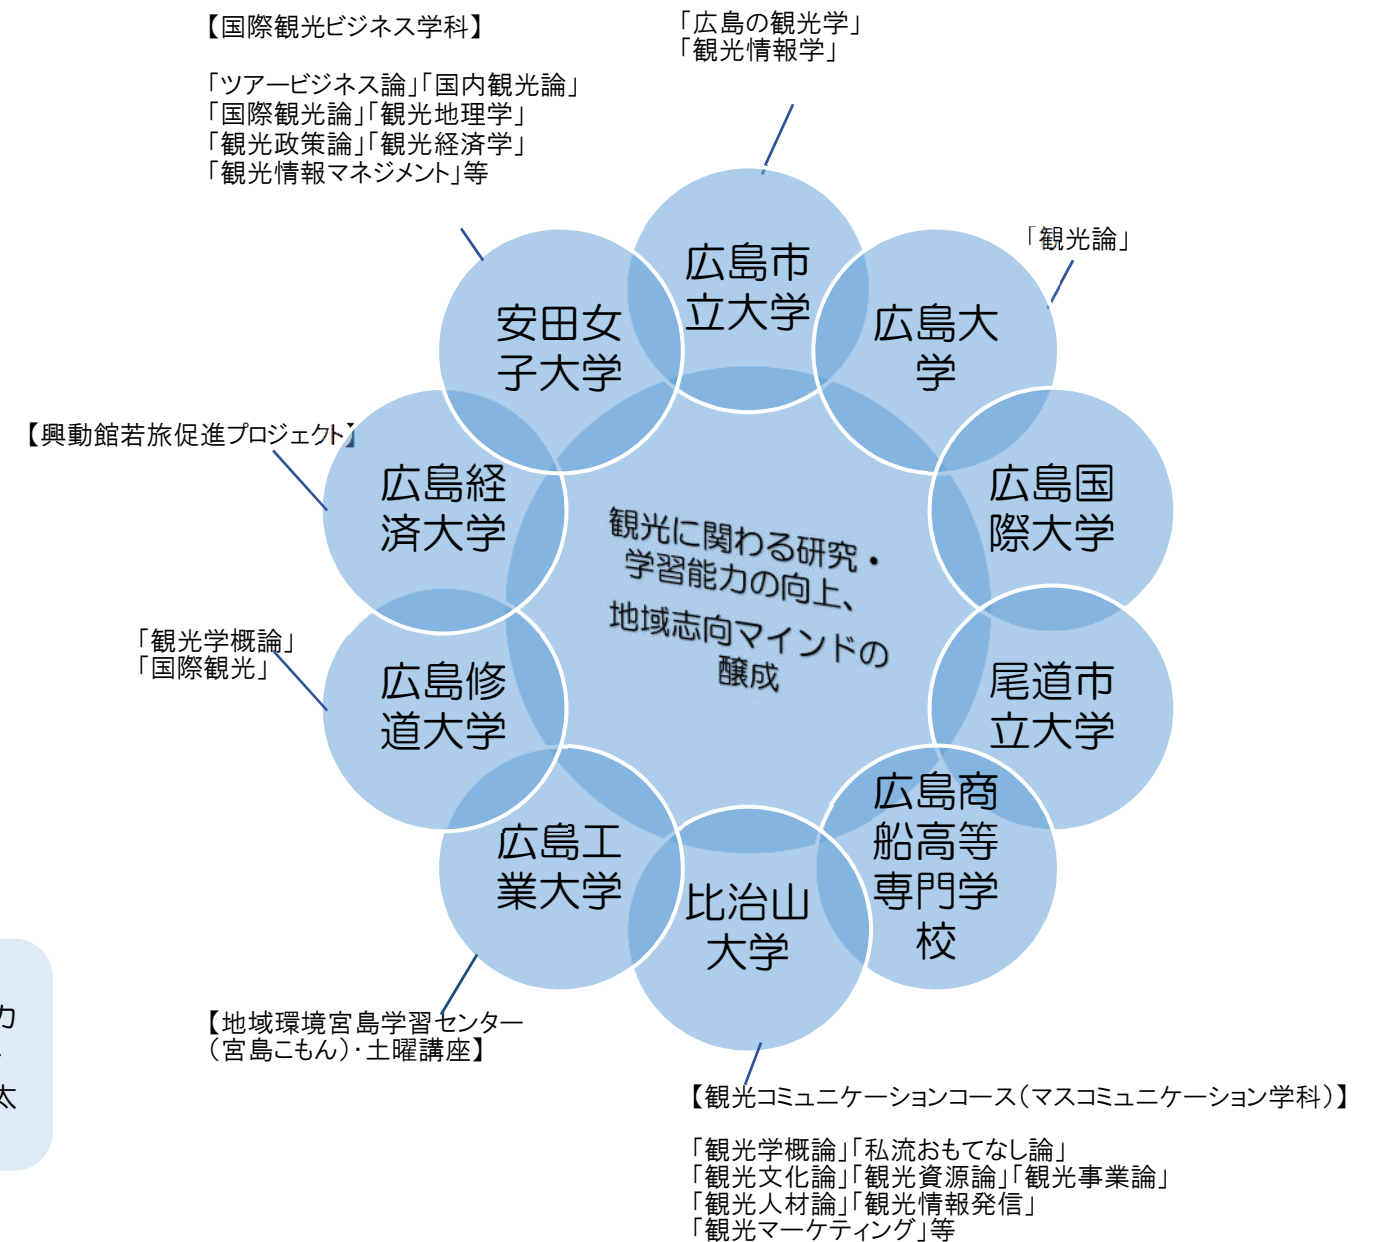 【国際観光ビジネス学科】
「ツアービジネス論」「国内観光論」
「国際観光論」「観光地理学」
「観光政策論」「観光経済学」
「観光情報マネジメント」等
「広島の観光学」
「観光情報学」
「観光論」
広島市
立大学
広島大
学
安田女
子大学
【興動館若旅促進プロジェクト】
広島経
済大学
広島国
際大学
観光に関わる研究・
学習能力の向上、
地域志向マインドの
醸成
「観光学概論」
「国際観光」
広島修
道大学
尾道市
立大学
広島工
業大学
比治山
大学
広島商
船高等
専門学
校
力
太
【地域環境宮島学習センター
（宮島こもん）・土曜講座】
【観光コミュニケーションコース（マスコミュニケーション学科）】
「観光学概論」「私流おもてなし論」
「観光文化論」「観光資源論」「観光事業論」
「観光人材論」「観光情報発信」
「観光マーケティング」等